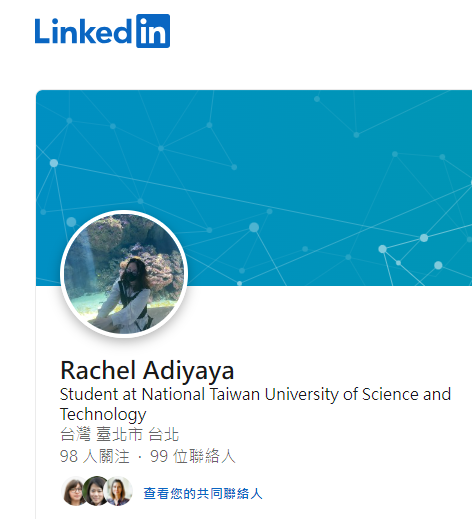 Linkedin
Rachel Adiyaya
Student at National Taiwan University of Science and
Technology
台灣 臺北市 台北
98 人關注 · 99 位聯絡人
查看您的共同聯絡人